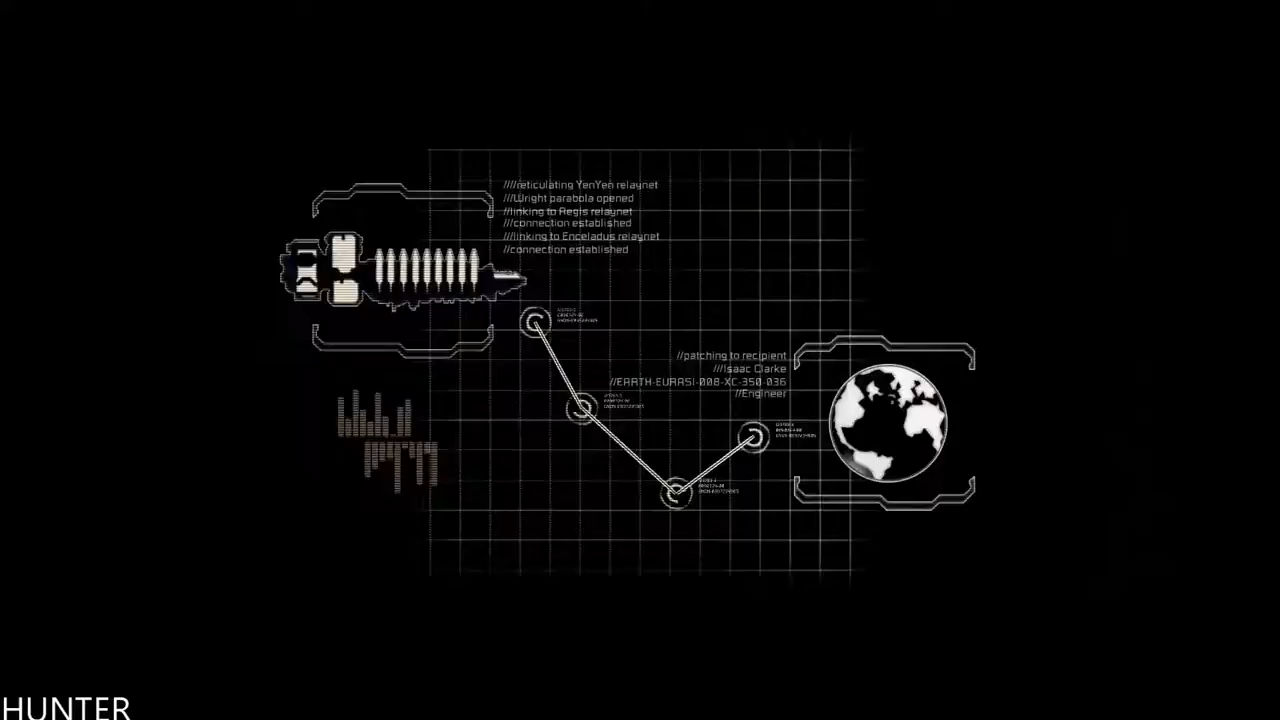 ////reticulating YenYen relaynet
///Wright parabola opened
//linking to Regis relaynet
///connection established
///linking to Enceladus relaynet
//connection established
//patching to recipient
///Isaac Clarke
//EARTH-EURASI-008-XC-350-036
//Engineer
HUNTER